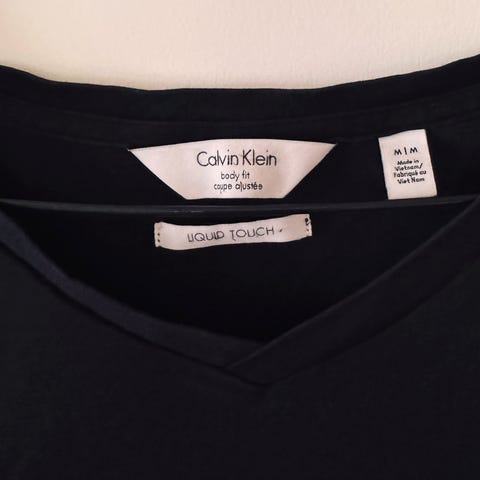 Calvin Klein
body fit
coupe ajustée
M | M
Made in
Vietnam/
Fabriqué au
Viet Nam
LIQUID TOUCH